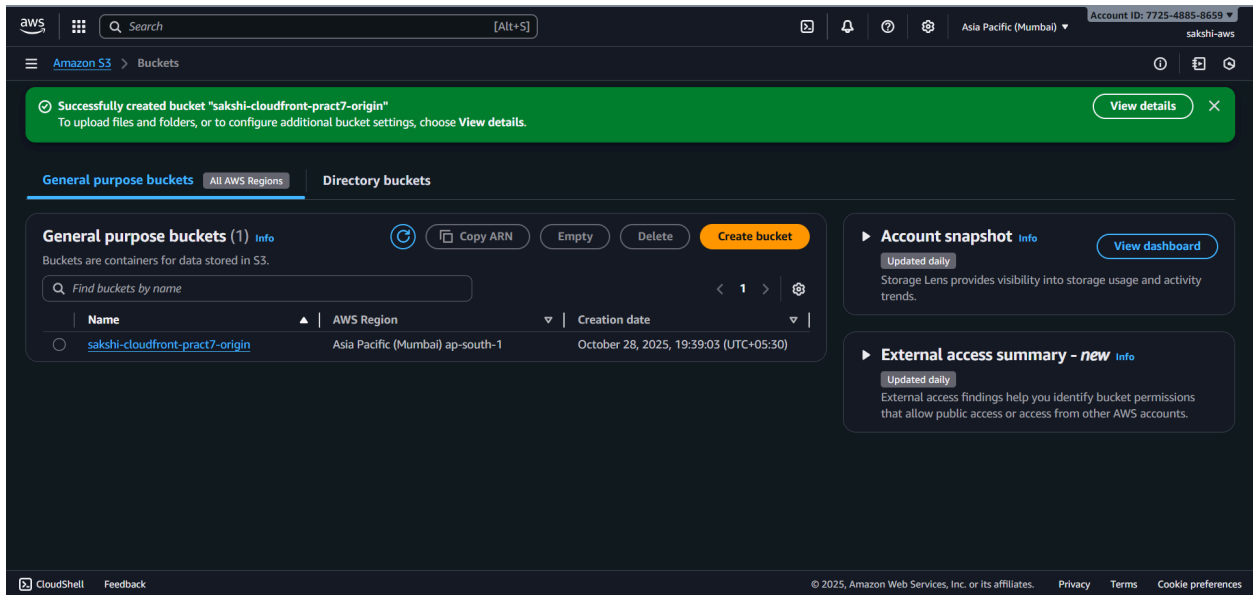 aws
Search [Alt+S]
Asia Pacific (Mumbai)
Account ID: 7725-4885-8659
sakshi-aws
Amazon S3 > Buckets
Successfully created bucket "sakshi-cloudfront-pract7-origin"
To upload files and folders, or to configure additional bucket settings, choose View details.
View details
General purpose buckets All AWS Regions Directory buckets
General purpose buckets (1) Info
Copy ARN Empty Delete Create bucket
Buckets are containers for data stored in S3.
Find buckets by name
< 1 >
Name AWS Region Creation date
sakshi-cloudfront-pract7-origin Asia Pacific (Mumbai) ap-south-1 October 28, 2025, 19:39:03 (UTC+05:30)
Account snapshot Info
View dashboard
Updated daily
Storage Lens provides visibility into storage usage and activity
trends.
External access summary - new Info
Updated daily
External access findings help you identify bucket permissions
that allow public access or access from other AWS accounts.
CloudShell Feedback © 2025, Amazon Web Services, Inc. or its affiliates. Privacy Terms Cookie preferences